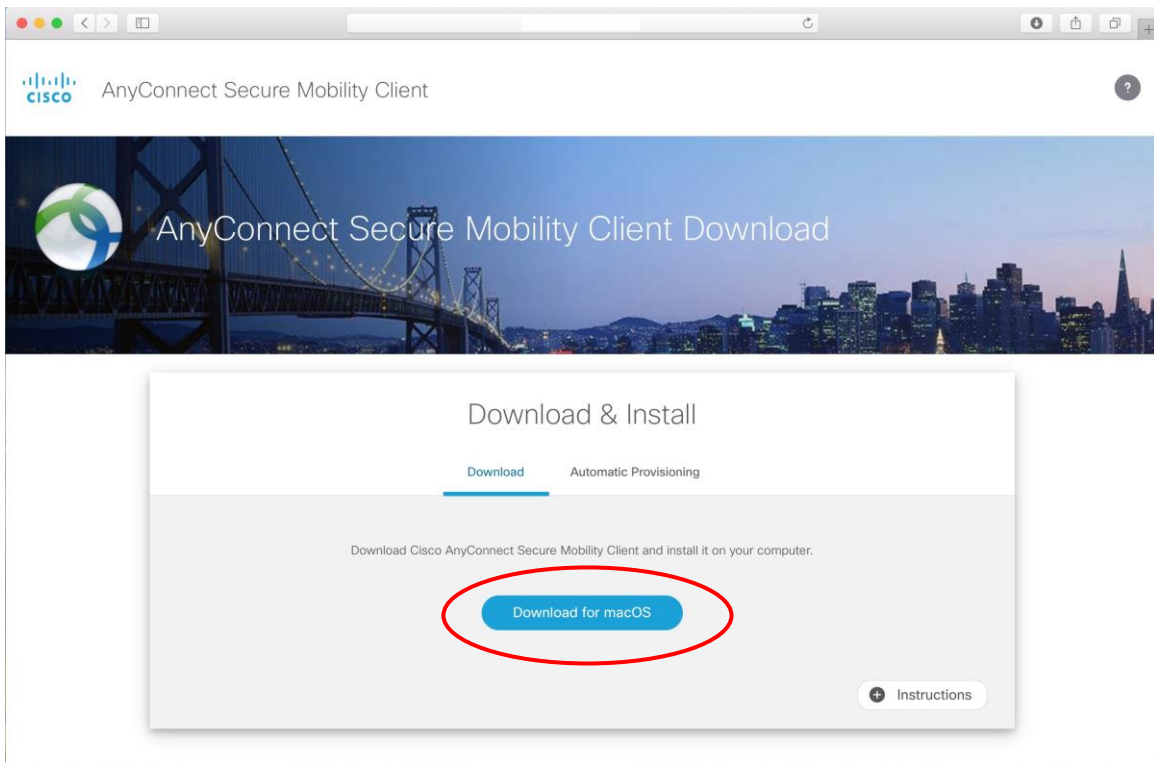 CISCO
AnyConnect Secure Mobility Client
?
AnyConnect Secure Mobility Client Download
Download & Install
Download
Automatic Provisioning
Download Cisco AnyConnect Secure Mobility Client and install it on your computer.
Download for macOS
Instructions